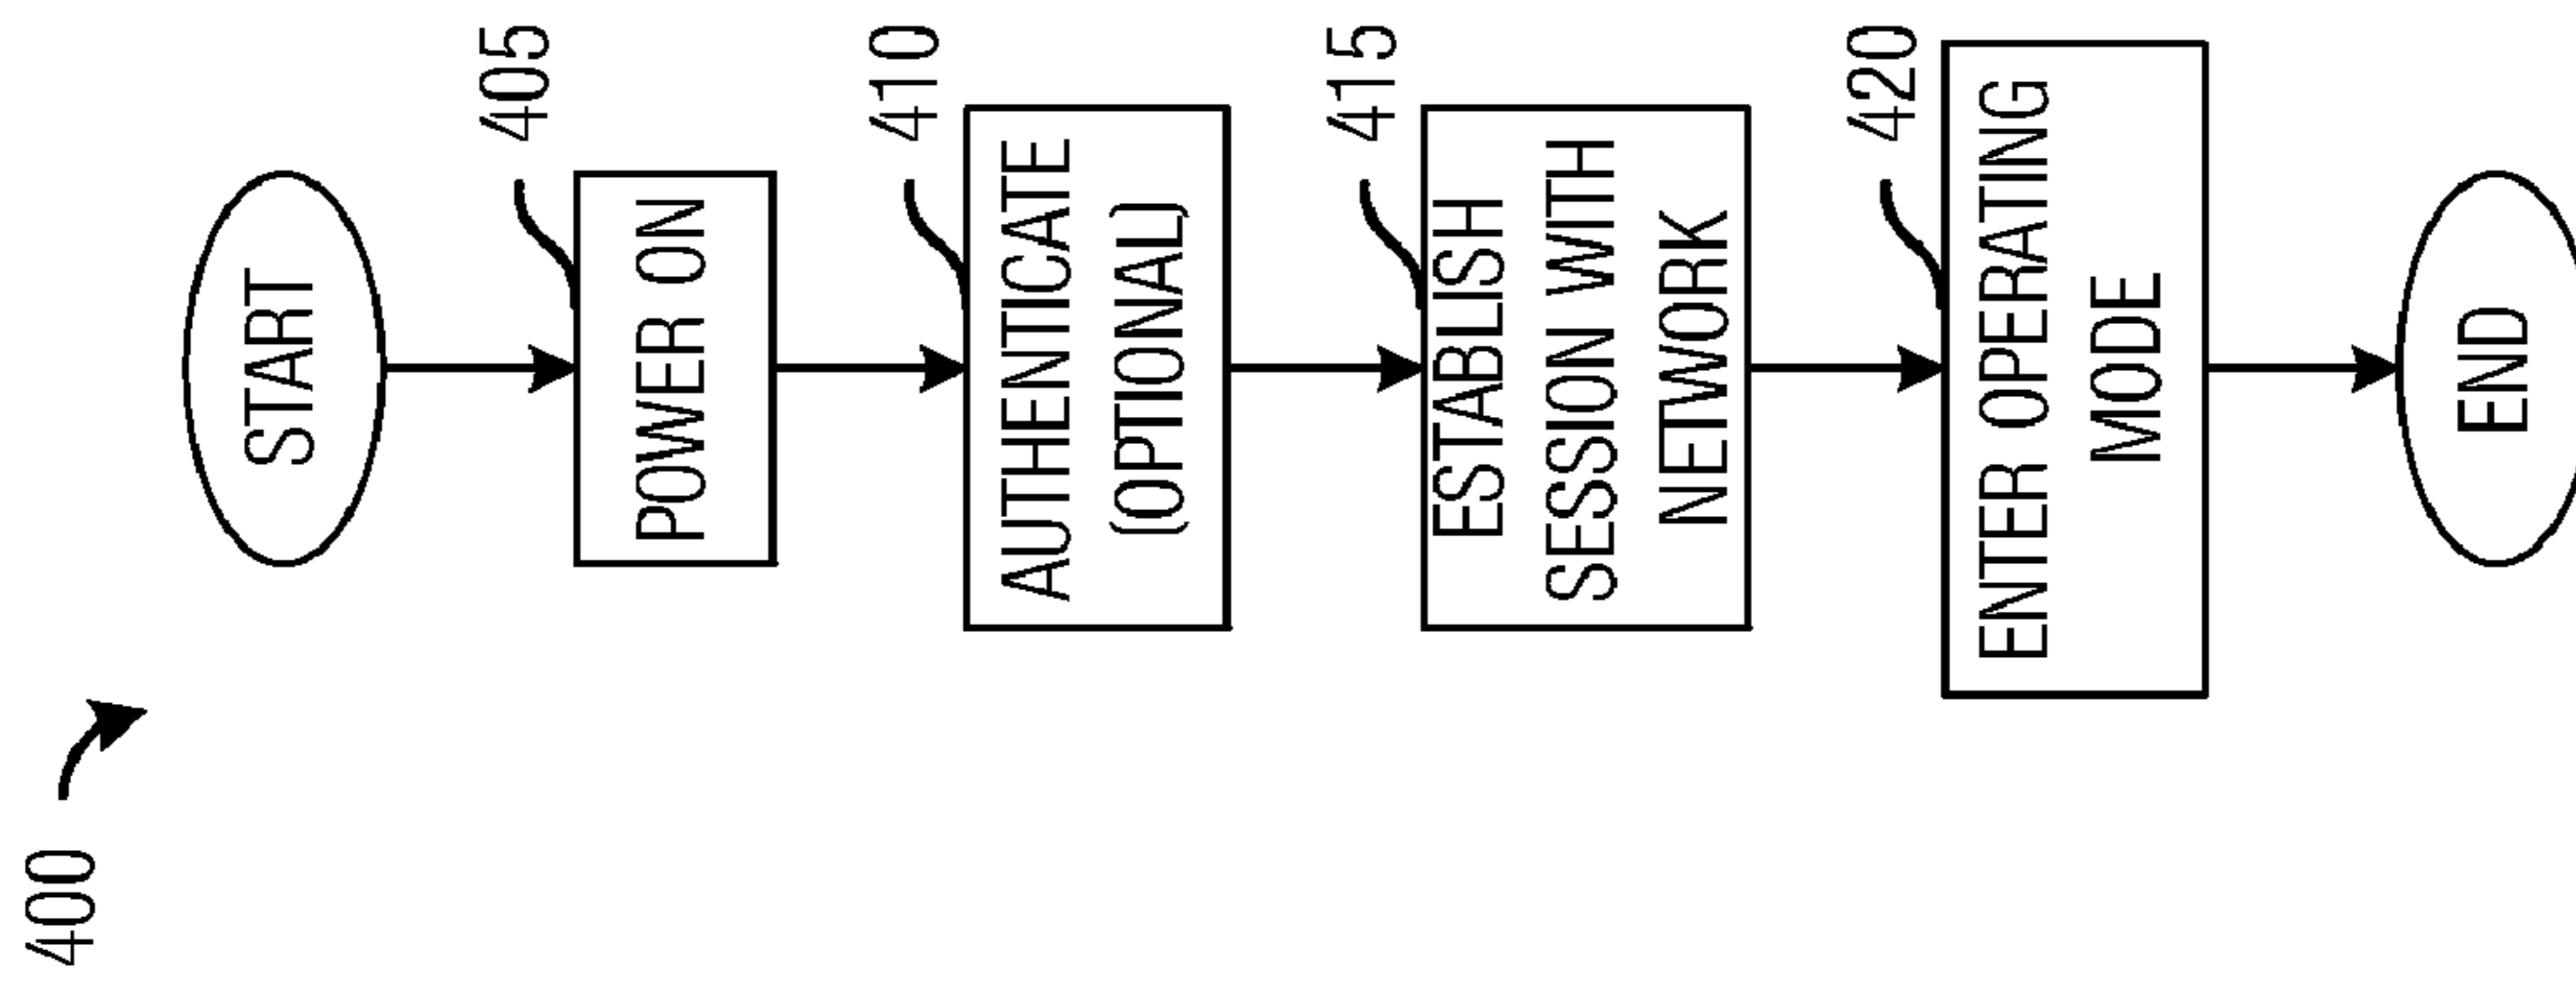 400
START
405
POWER ON
410
AUTHENTICATE
(OPTIONAL)
415
ESTABLISH
SESSION WITH
NETWORK
420
ENTER OPERATING
MODE
END